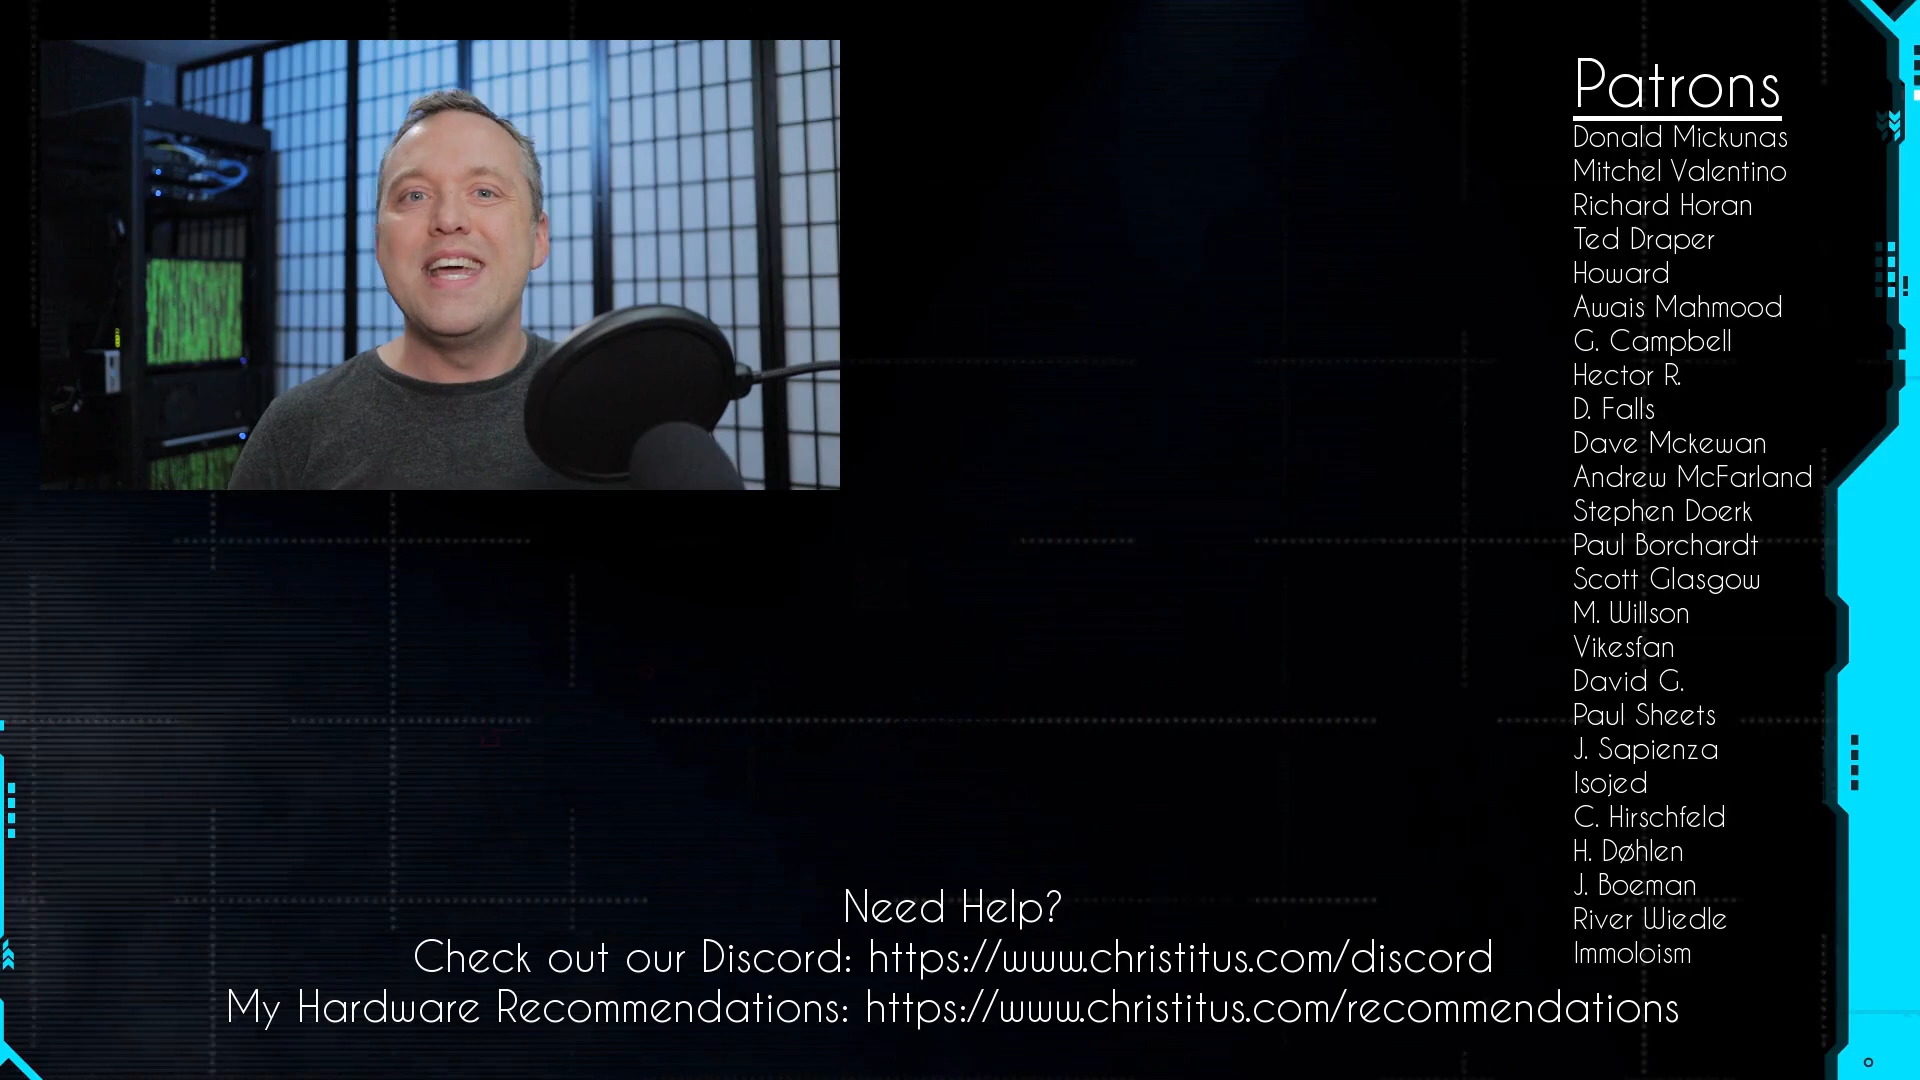 Patrons
Donald Mickunas
Mitchel Valentino
Richard Horan
Ted Draper
Howard
Awais Mahmood
G. Campbell
Hector R.
D. Falls
Dave Mckewan
Andrew McFarland
Stephen Doerk
Paul Borchardt
Scott Glasgow
M. Willson
Vikesfan
David G.
Paul Sheets
J. Sapienza
Isojed
C. Hirschfeld
H. Døhlen
J. Boeman
River Wiedle
Immoloism
Need Help?
Check out our Discord: https://www.christitus.com/discord
My Hardware Recommendations: https://www.christitus.com/recommendations